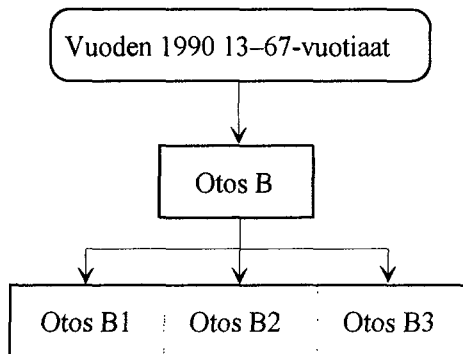 Vuoden 1990 13–67-vuotiaat
Otos B
Otos B1
Otos B2
Otos B3